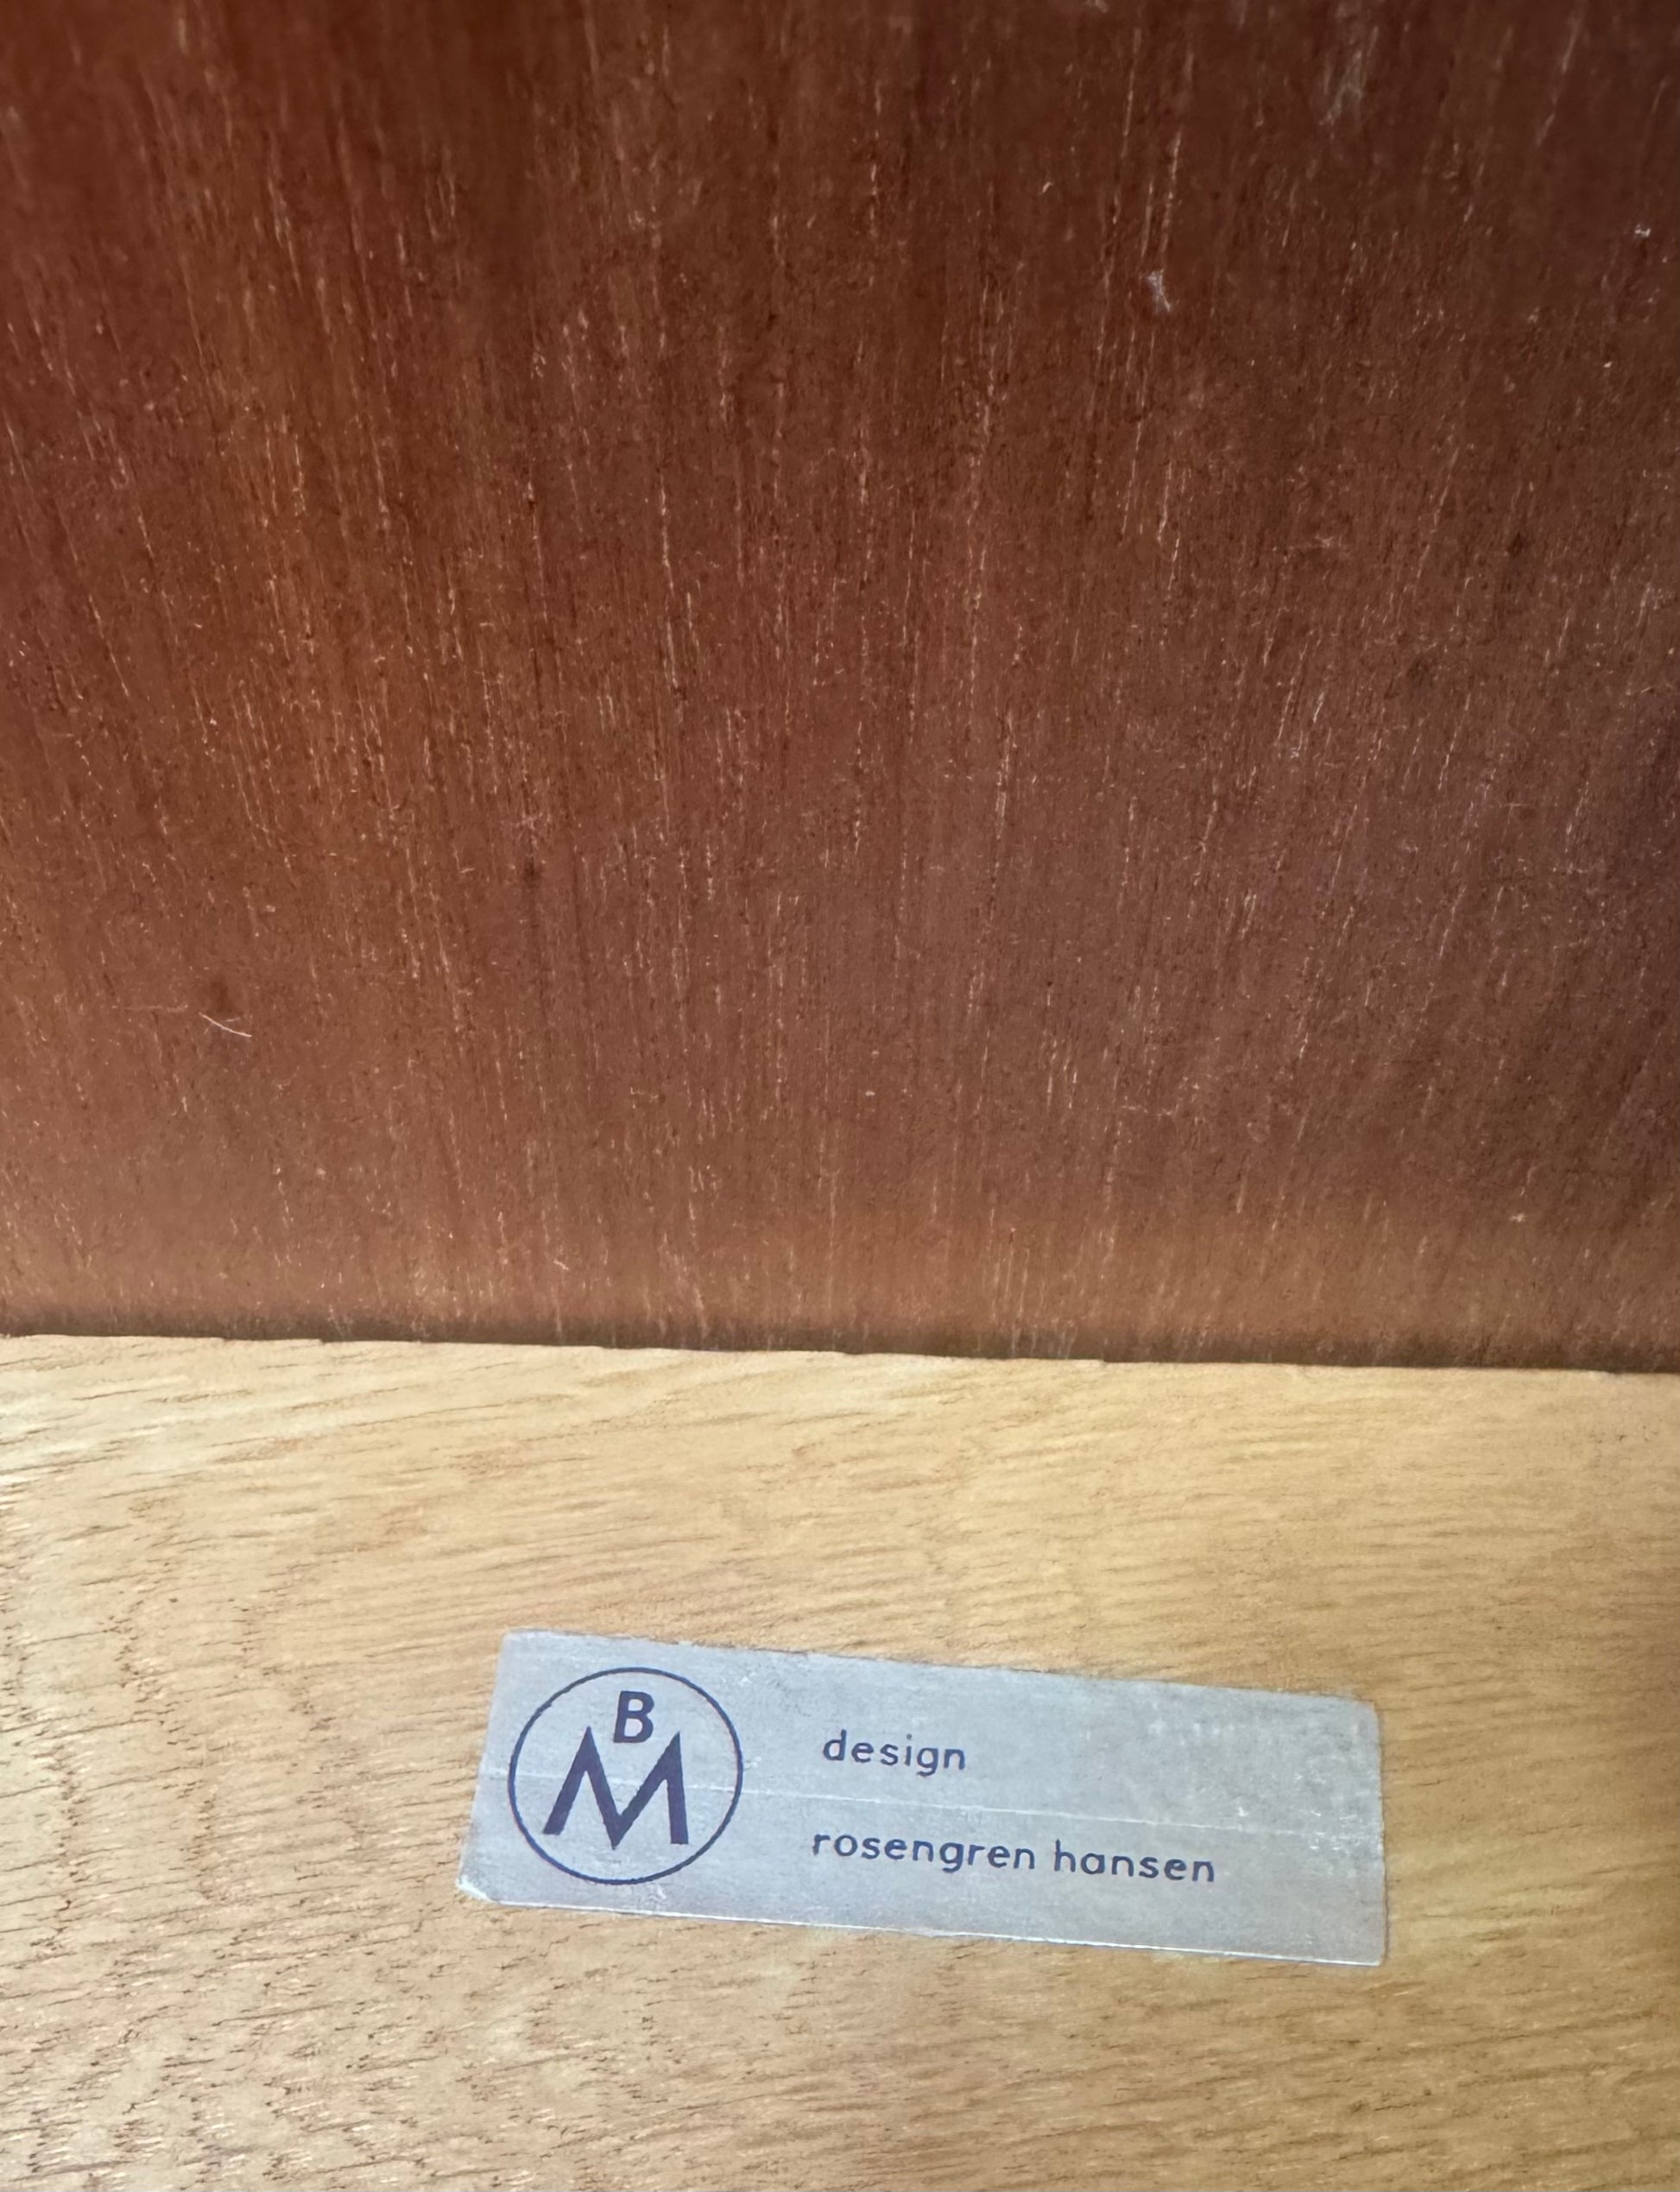 B
M
design
rosengren hansen